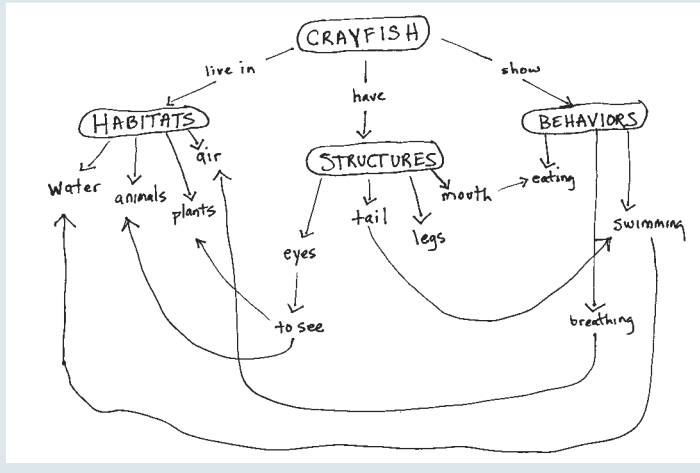 CRAYFISH
live in
have
show
HABITATS
STRUCTURES
BEHAVIORS
air
Water
animals
plants
mouth
eating
tail
legs
eyes
swimming
to see
breathing